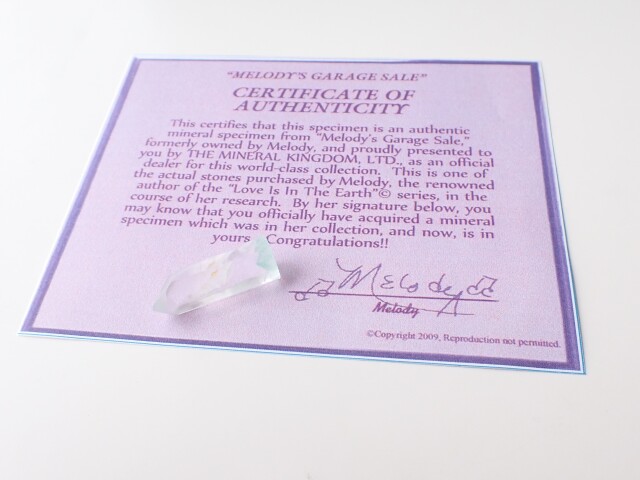 "MELODY'S GARAGE SALE"
CERTIFICATE OF
AUTHENTICITY
This certifies that this specimen is an authentic
mineral specimen from "Melody's Garage Sale,"
formerly owned by Melody, and proudly presented to
you by THE MINERAL KINGDOM, LTD., as an official
dealer for this world-class collection. This is one of
the actual stones purchased by Melody, the renowned
author of the "Love Is In The Earth"© series, in the
course of her research. By her signature below, you
may know that you officially have acquired a mineral
specimen which was in her collection, and now, is in
yours Congratulations!!
Melody
Melody
©Copyright 2009, Reproduction not permitted.